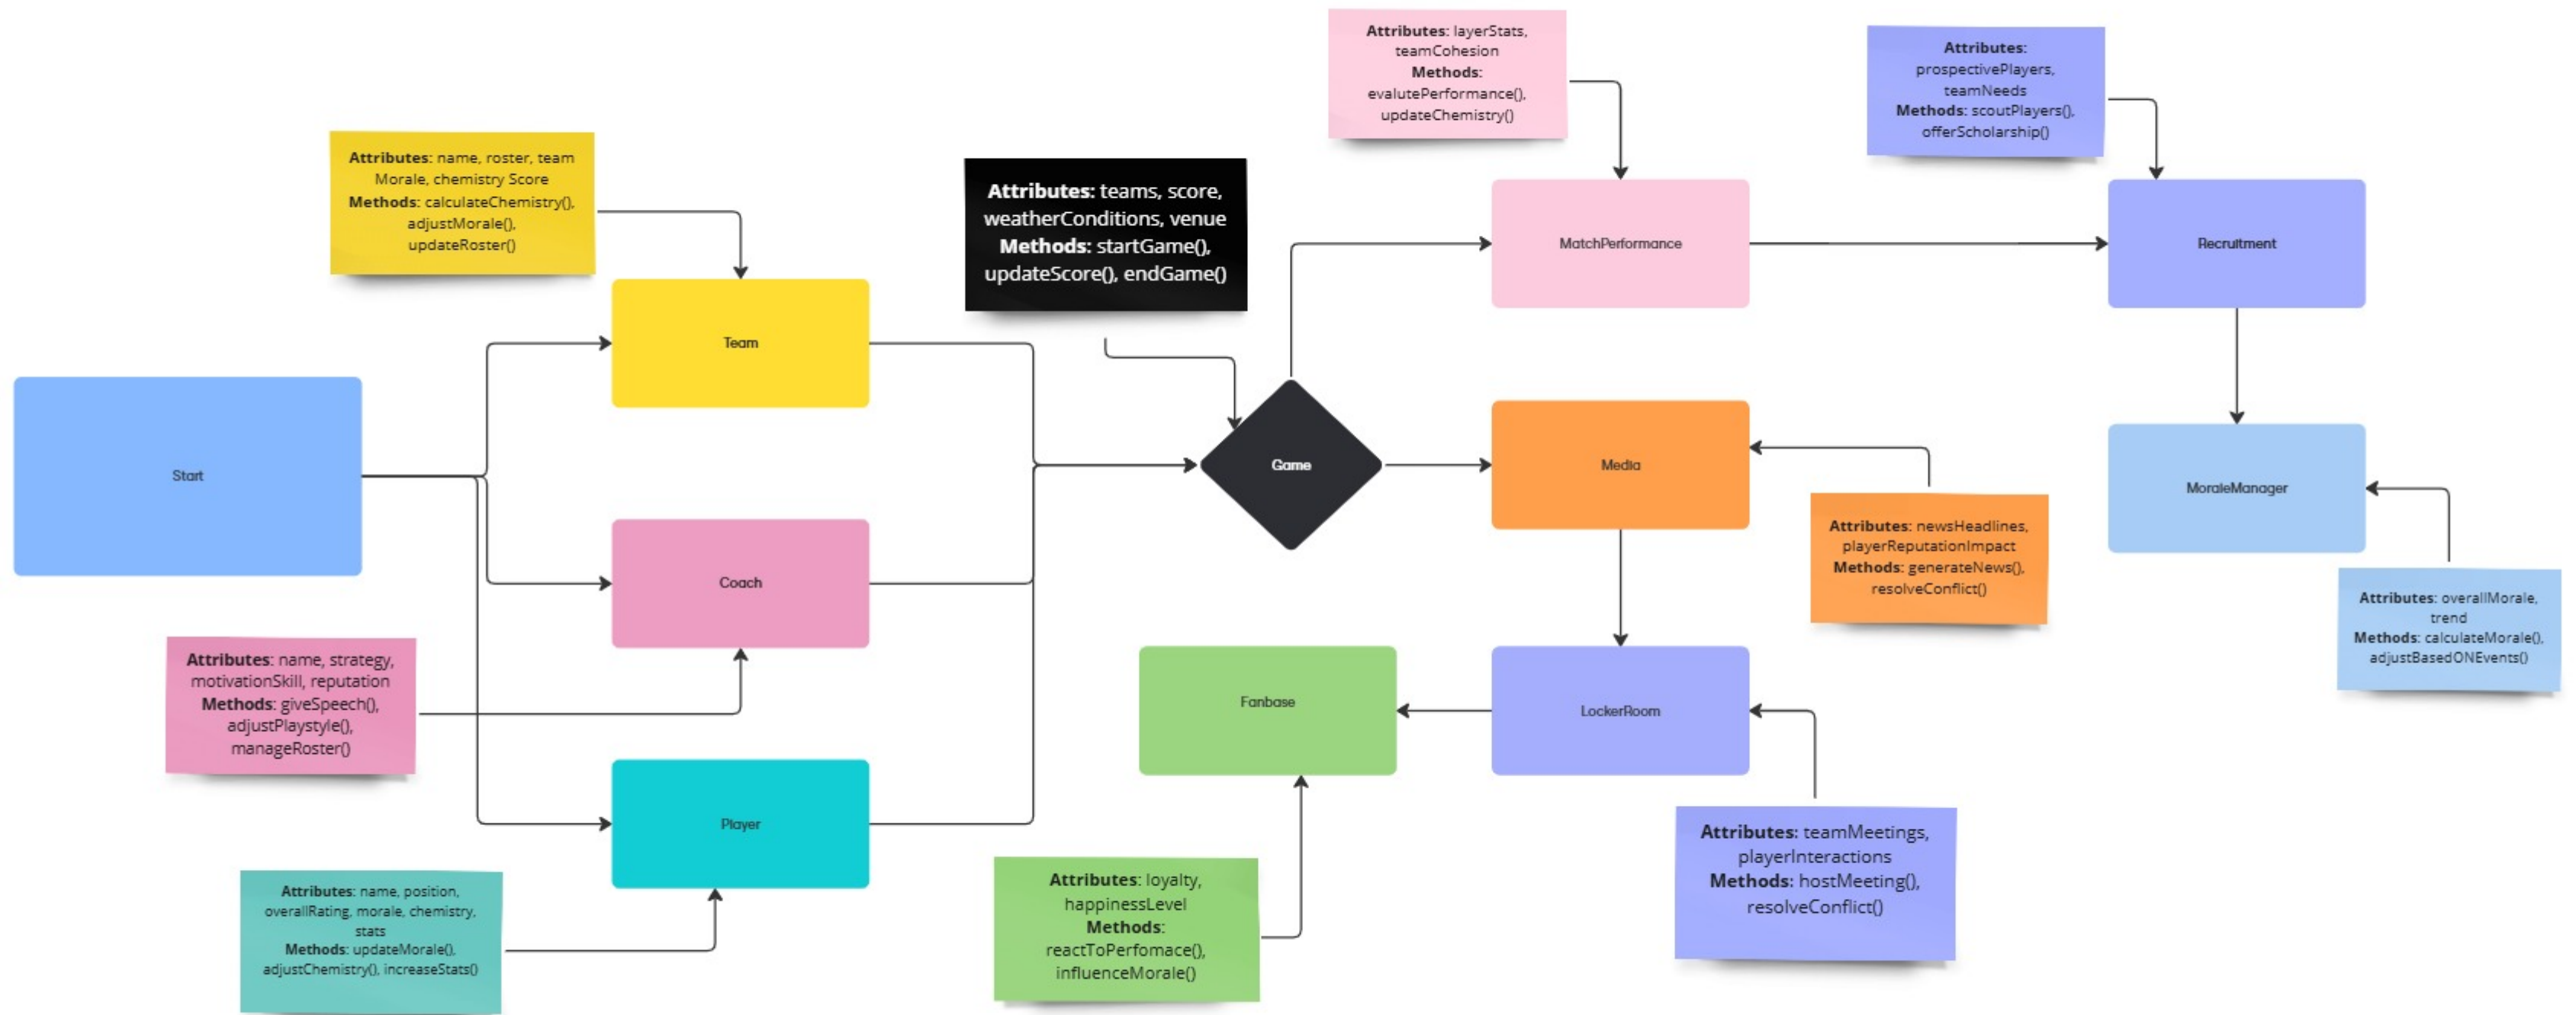 Attributes: layerStats,
teamCohesion
Methods:
evalutePerformance(),
updateChemistry()
Attributes:
prospectivePlayers,
teamNeeds
Methods: scoutPlayers(),
offerScholarship()
Attributes: name, roster, team
Morale, chemistry Score
Methods: calculateChemistry(),
adjustMorale(),
updateRoster()
Attributes: teams, score,
weatherConditions, venue
Methods: startGame(),
updateScore(), endGame()
MatchPerformance
Recruitment
Team
Start
Game
Media
MoraleManager
Attributes: newsHeadlines,
playerReputationImpact
Methods: generateNews(),
resolveConflict()
Coach
Attributes: overallMorale,
trend
Methods: calculateMorale(),
adjustBasedONEvents()
Attributes: name, strategy,
motivationSkill, reputation
Methods: giveSpeech(),
adjustPlaystyle(),
manageRoster()
Fanbase
LockerRoom
Player
Attributes: name, position,
overallRating, morale, chemistry,
stats
Methods: updateMorale(),
adjustChemistry(), increaseStats()
Attributes: loyalty,
happinessLevel
Methods:
reactToPerfomace(),
influenceMorale()
Attributes: teamMeetings,
playerInteractions
Methods: hostMeeting(),
resolveConflict()